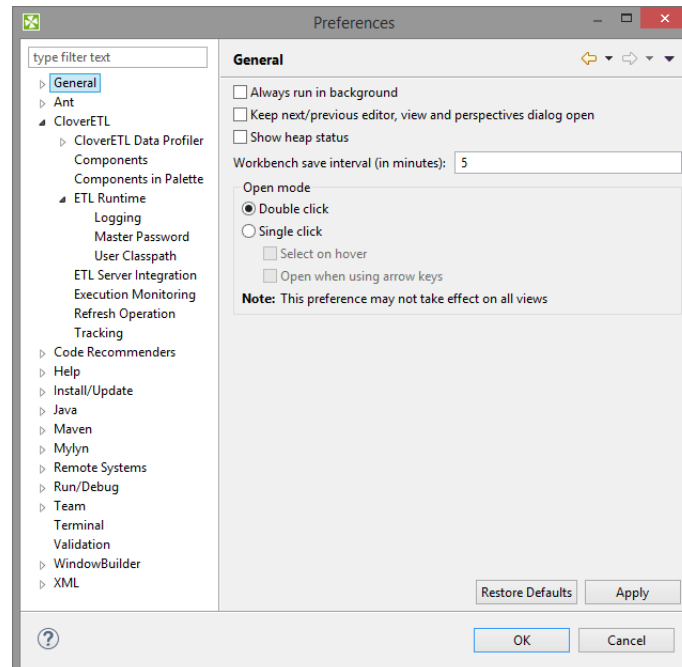 Preferences
type filter text
General
Ant
CloverETL
CloverETL Data Profiler
Components
Components in Palette
ETL Runtime
Logging
Master Password
User Classpath
ETL Server Integration
Execution Monitoring
Refresh Operation
Tracking
Code Recommenders
Help
Install/Update
Java
Maven
Mylyn
Remote Systems
Run/Debug
Team
Terminal
Validation
WindowBuilder
XML
General
Always run in background
Keep next/previous editor, view and perspectives dialog open
Show heap status
Workbench save interval (in minutes): 5
Open mode
Double click
Single click
Select on hover
Open when using arrow keys
Note: This preference may not take effect on all views
Restore Defaults Apply
OK Cancel